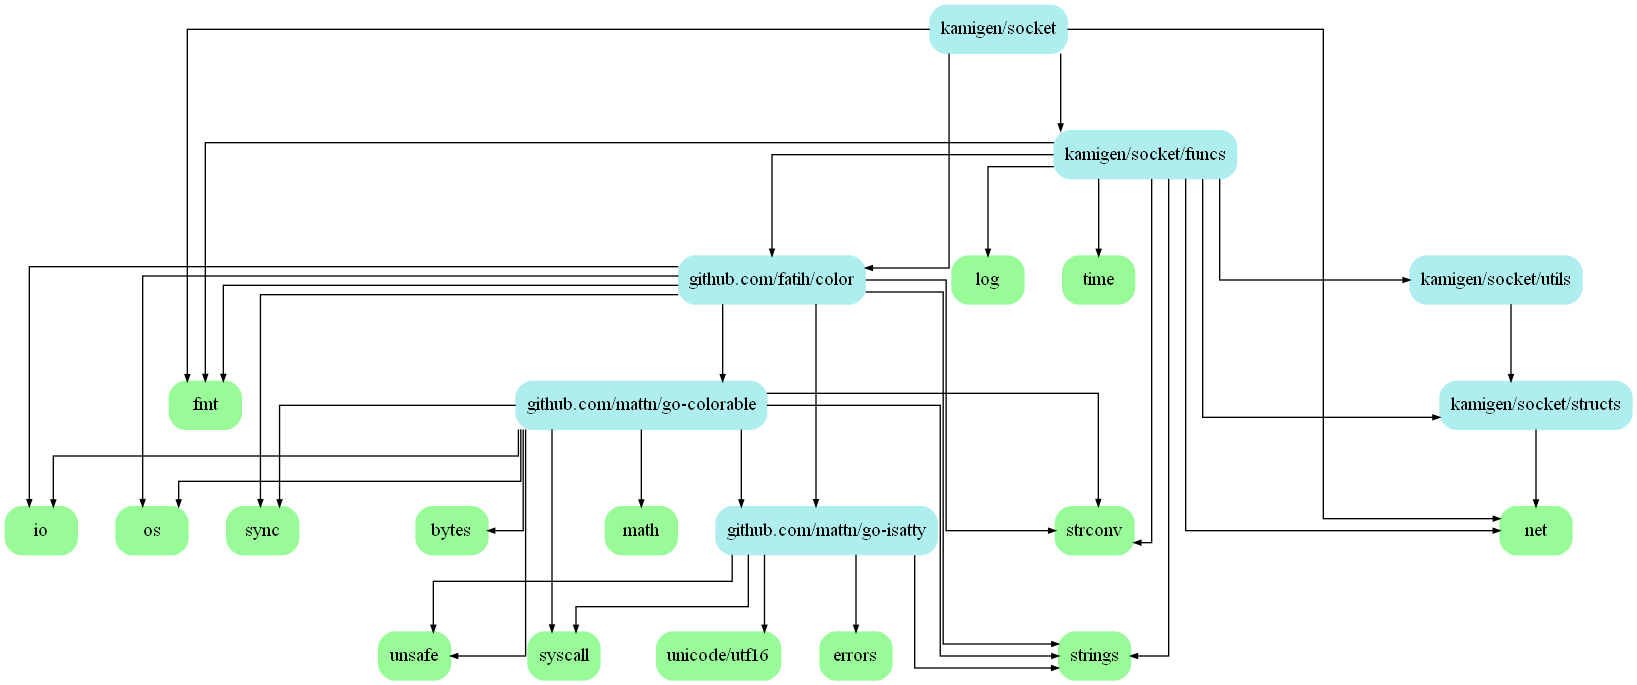 kamigen/socket
kamigen/socket/funcs
github.com/fatih/color
log
time
kamigen/socket/utils
fmt
github.com/mattn/go-colorable
kamigen/socket/structs
io
os
sync
bytes
math
github.com/mattn/go-isatty
strconv
net
unsafe
syscall
unicode/utf16
errors
strings